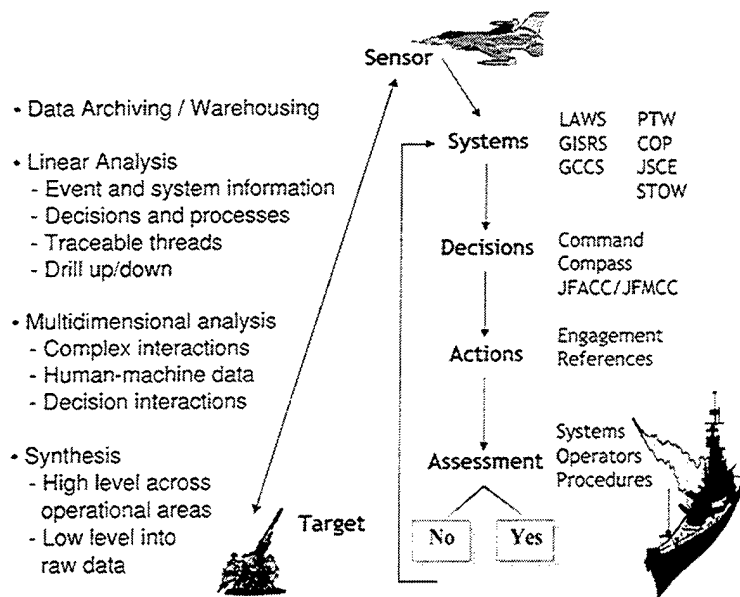 • Data Archiving / Warehousing
• Linear Analysis
- Event and system information
- Decisions and processes
- Traceable threads
- Drill up/down
• Multidimensional analysis
- Complex interactions
- Human-machine data
- Decision interactions
• Synthesis
- High level across
operational areas
- Low level into
raw data
Sensor
Target
Systems
LAWS PTW
GISRS COP
GCCS JSCE
STOW
Decisions
Command
Compass
JFACC/JFMCC
Actions
Engagement
References
Assessment
Systems
Operators
Procedures
No Yes